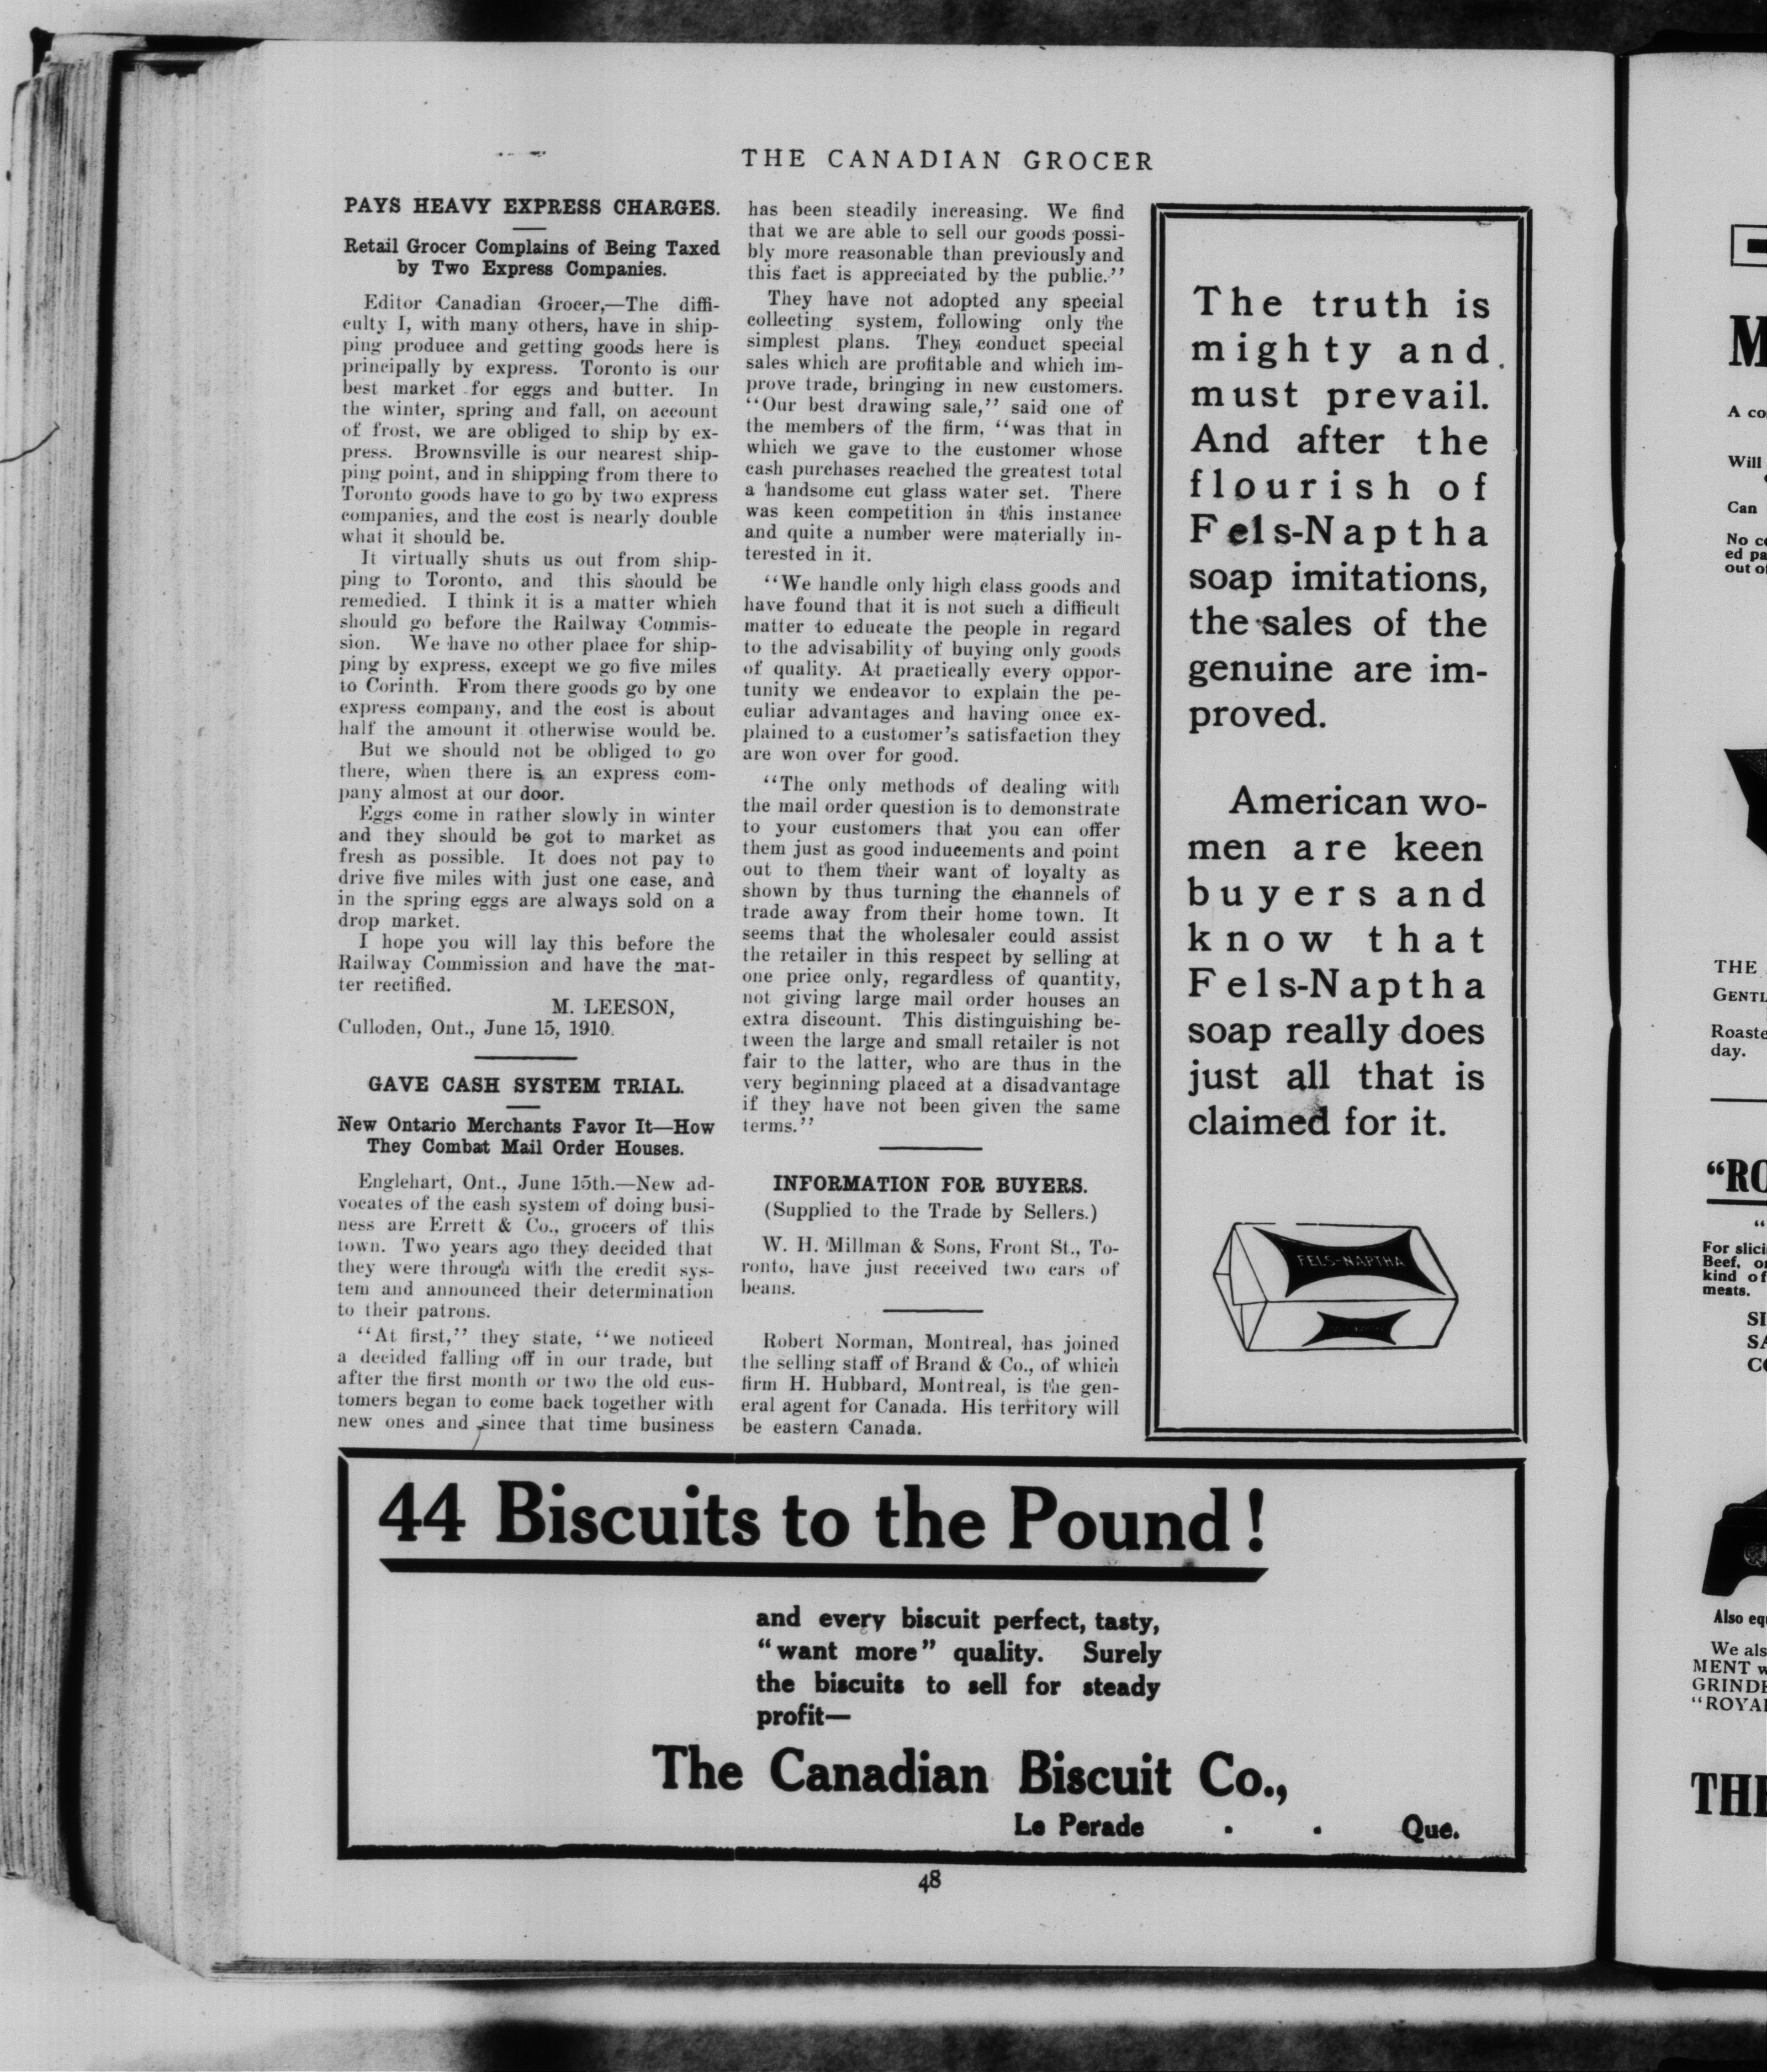 THE CANADIAN GROCER
PAYS HEAVY EXPRESS CHARGES.
Retail Grocer Complains of Being Taxed
by Two Express Companies.
Editor Canadian Grocer,—The diffi-
culty I, with many others, have in ship-
ping produce and getting goods here is
principally by express. Toronto is our
best market for eggs and butter. In
the winter, spring and fall, on account
of frost, we are obliged to ship by ex-
press. Brownsville is our nearest ship-
ping point, and in shipping from there to
Toronto goods have to go by two express
companies, and the cost is nearly double
what it should be.
It virtually shuts us out from ship-
ping to Toronto, and this should be
remedied. I think it is a matter which
should go before the Railway Commis-
sion. We have no other place for ship-
ping by express, except we go five miles
to Corinth. From there goods go by one
express company, and the cost is about
half the amount it otherwise would be.
But we should not be obliged to go
there, when there is an express com-
pany almost at our door.
Eggs come in rather slowly in winter
and they should be got to market as
fresh as possible. It does not pay to
drive five miles with just one case, and
in the spring eggs are always sold on a
drop market.
I hope you will lay this before the
Railway Commission and have the mat-
ter rectified.
M. LEESON,
Culloden, Ont., June 15, 1910.
GAVE CASH SYSTEM TRIAL.
New Ontario Merchants Favor It—How
They Combat Mail Order Houses.
Englehart, Ont., June 15th.—New ad-
vocates of the cash system of doing busi-
ness are Errett & Co., grocers of this
town. Two years ago they decided that
they were through with the credit sys-
tem and announced their determination
to their patrons.
“At first,” they state, “we noticed
a decided falling off in our trade, but
after the first month or two the old cus-
tomers began to come back together with
new ones and since that time business
has been steadily increasing. We find
that we are able to sell our goods possi-
bly more reasonable than previously and
this fact is appreciated by the public.”
They have not adopted any special
collecting system, following only the
simplest plans. They conduct special
sales which are profitable and which im-
prove trade, bringing in new customers.
“Our best drawing sale,” said one of
the members of the firm, “was that in
which we gave to the customer whose
cash purchases reached the greatest total
a handsome cut glass water set. There
was keen competition in this instance
and quite a number were materially in-
terested in it.
“We handle only high class goods and
have found that it is not such a difficult
matter to educate the people in regard
to the advisability of buying only goods
of quality. At practically every oppor-
tunity we endeavor to explain the pe-
culiar advantages and having once ex-
plained to a customer’s satisfaction they
are won over for good.
“The only methods of dealing with
the mail order question is to demonstrate
to your customers that you can offer
them just as good inducements and point
out to them their want of loyalty as
shown by thus turning the channels of
trade away from their home town. It
seems that the wholesaler could assist
the retailer in this respect by selling at
one price only, regardless of quantity,
not giving large mail order houses an
extra discount. This distinguishing be-
tween the large and small retailer is not
fair to the latter, who are thus in the
very beginning placed at a disadvantage
if they have not been given the same
terms.”
INFORMATION FOR BUYERS.
(Supplied to the Trade by Sellers.)
W. H. Millman & Sons, Front St., To-
ronto, have just received two cars of
beans.
Robert Norman, Montreal, has joined
the selling staff of Brand & Co., of which
firm H. Hubbard, Montreal, is the gen-
eral agent for Canada. His territory will
be eastern Canada.
The truth is
mighty and
must prevail.
And after the
flourish of
Fels-Naptha
soap imitations,
the sales of the
genuine are im-
proved.
American wo-
men are keen
buyers and
know that
Fels-Naptha
soap really does
just all that is
claimed for it.
FELS-NAPTHA
44 Biscuits to the Pound!
and every biscuit perfect, tasty,
“want more” quality. Surely
the biscuits to sell for steady
profit—
The Canadian Biscuit Co.,
Le Perade . . Que.
48
M
A co
Will
Can
No c
ed pa
out o
THE
GENTL
Roaste
day.
“RO
“
For slici
Beef, o
kind of
meats.
SI
SA
CO
Also eq
We als
MENT w
GRINDE
“ROYAL
THE